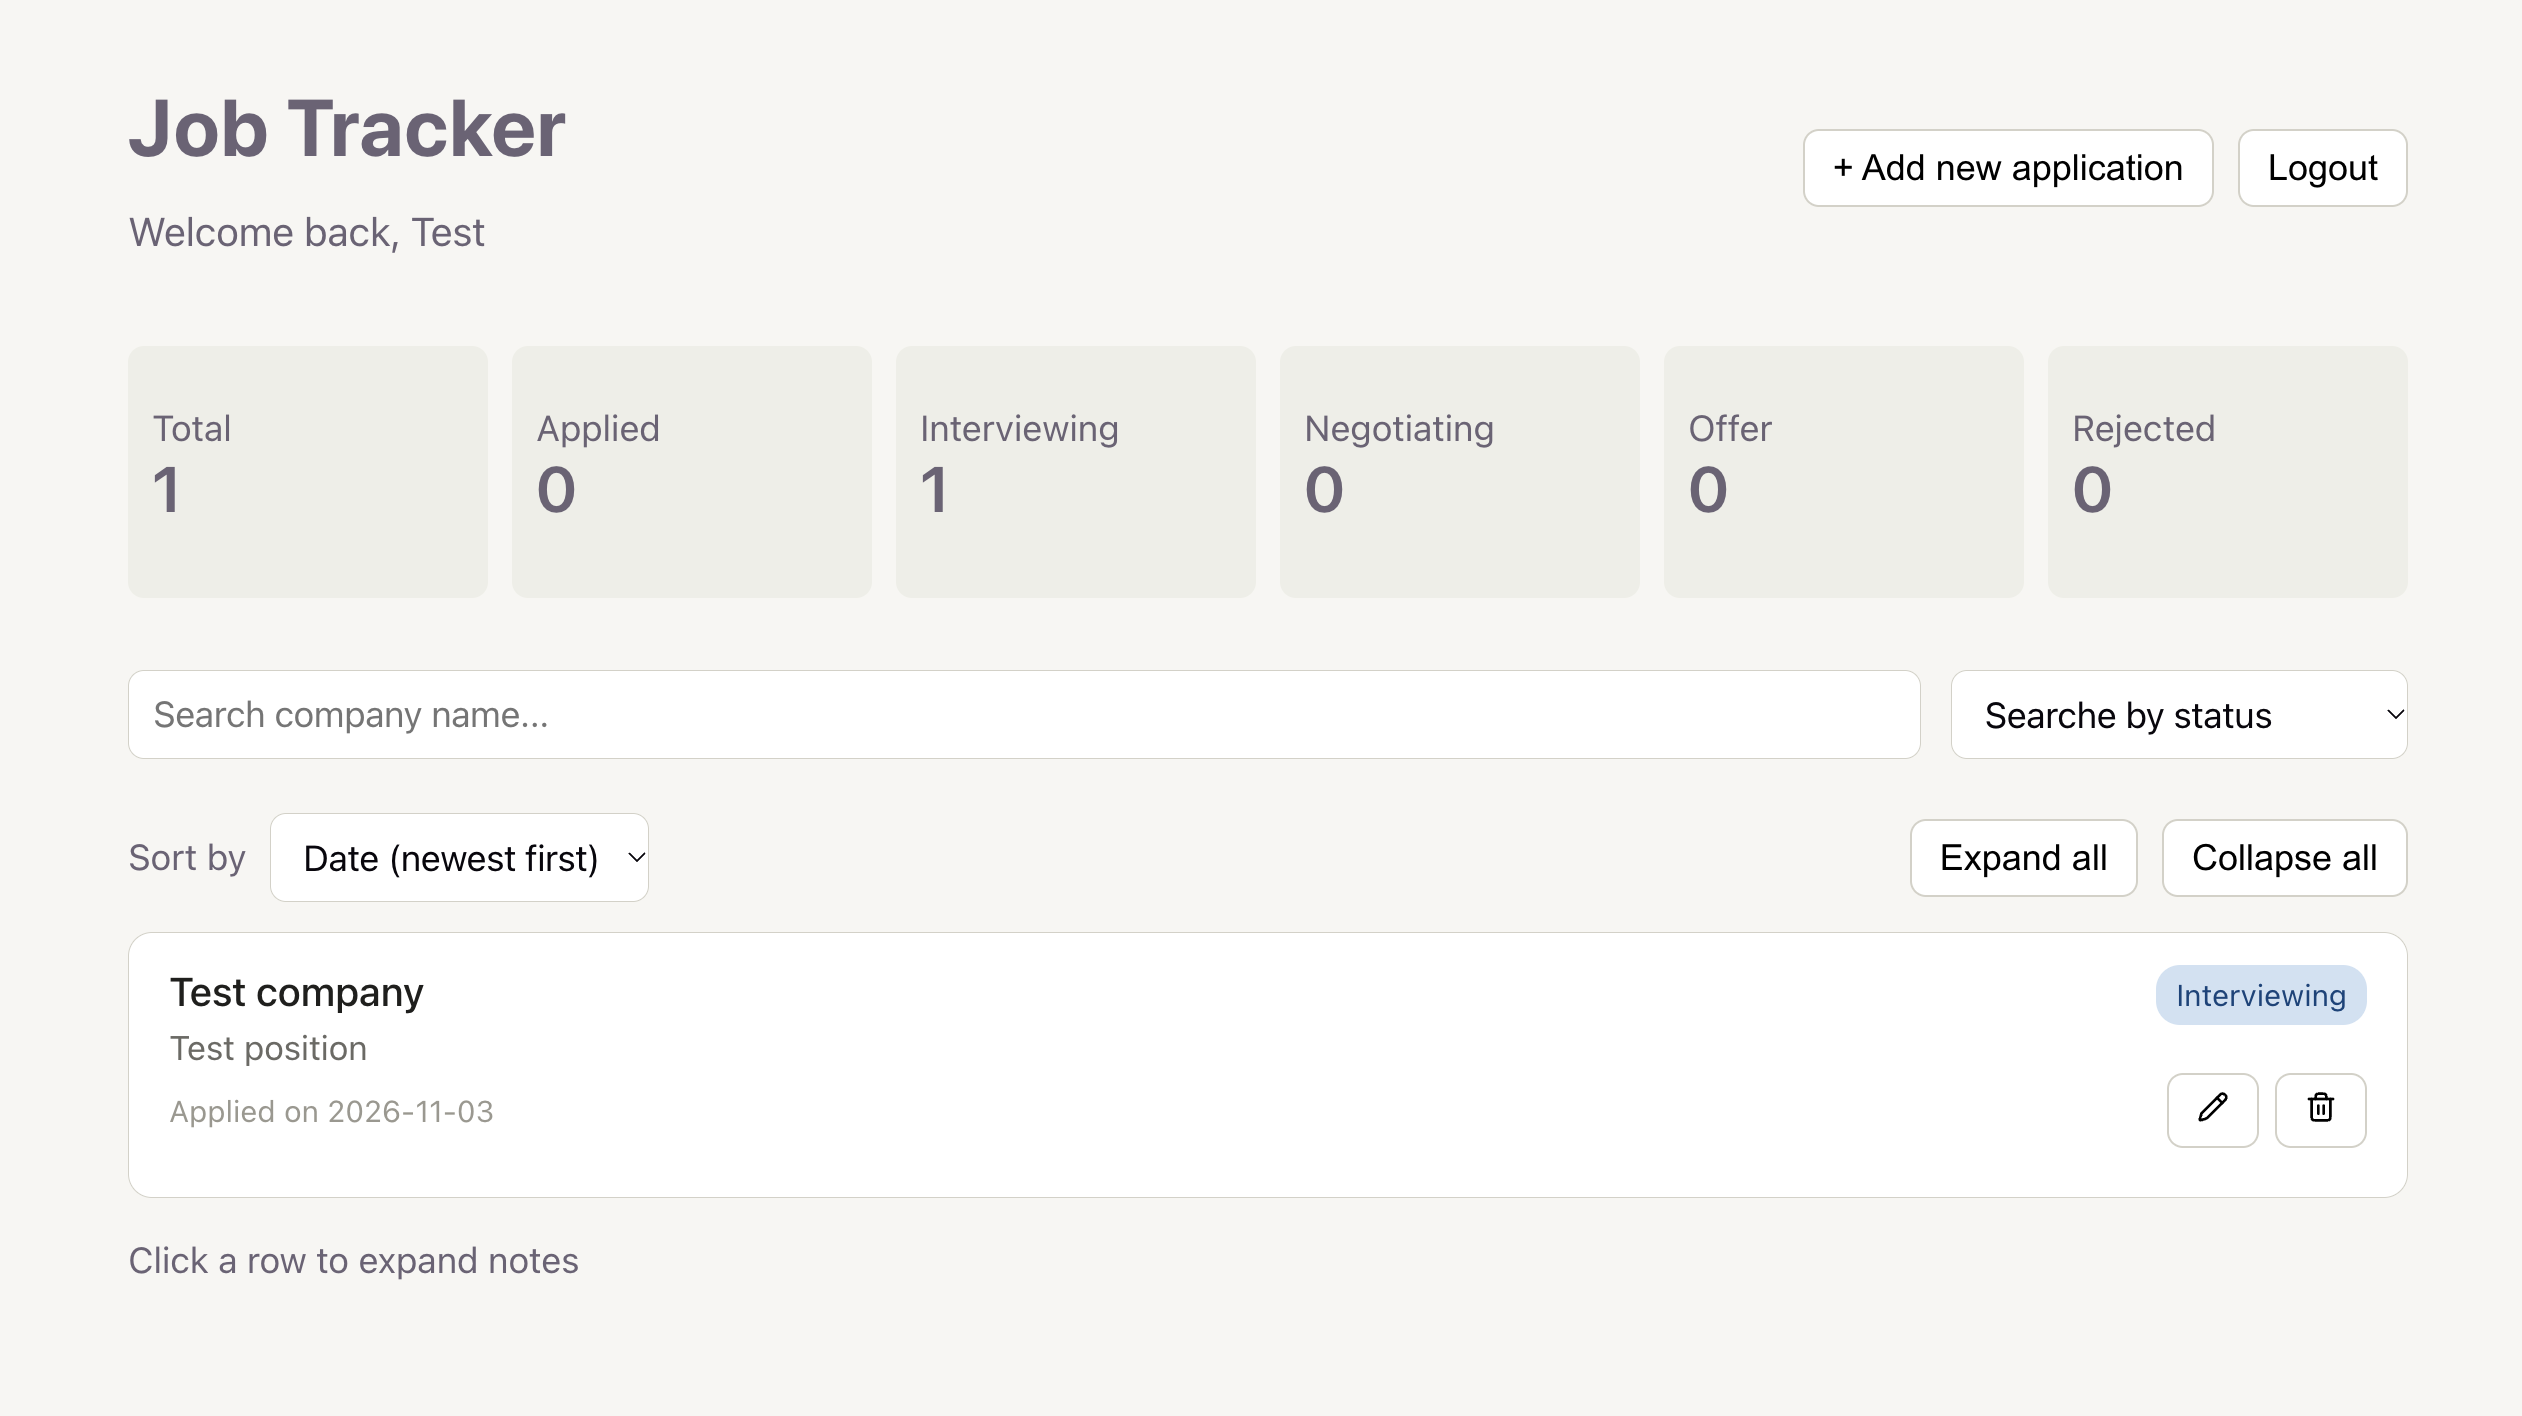 Job Tracker
+ Add new application
Logout
Welcome back, Test
Total
1
Applied
0
Interviewing
1
Negotiating
0
Offer
0
Rejected
0
Search company name...
Searche by status
Sort by
Date (newest first)
Expand all
Collapse all
Test company
Interviewing
Test position
Applied on 2026-11-03
Click a row to expand notes